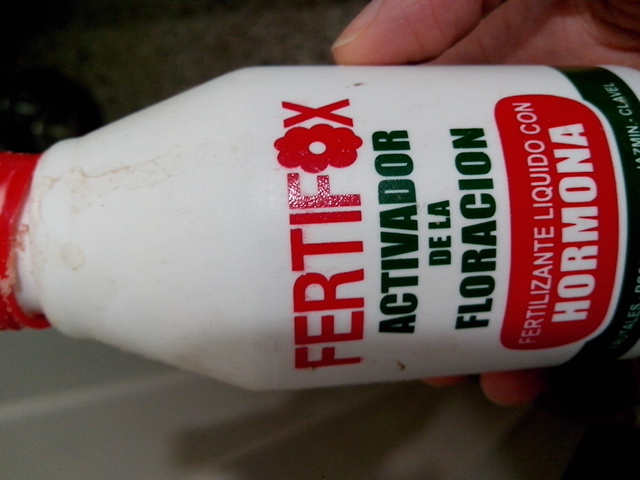 FERTIFOX
ACTIVADOR
DE LA
FLORACION
FERTILIZANTE LIQUIDO CON
HORMONA
JAZMIN - CLAVEL